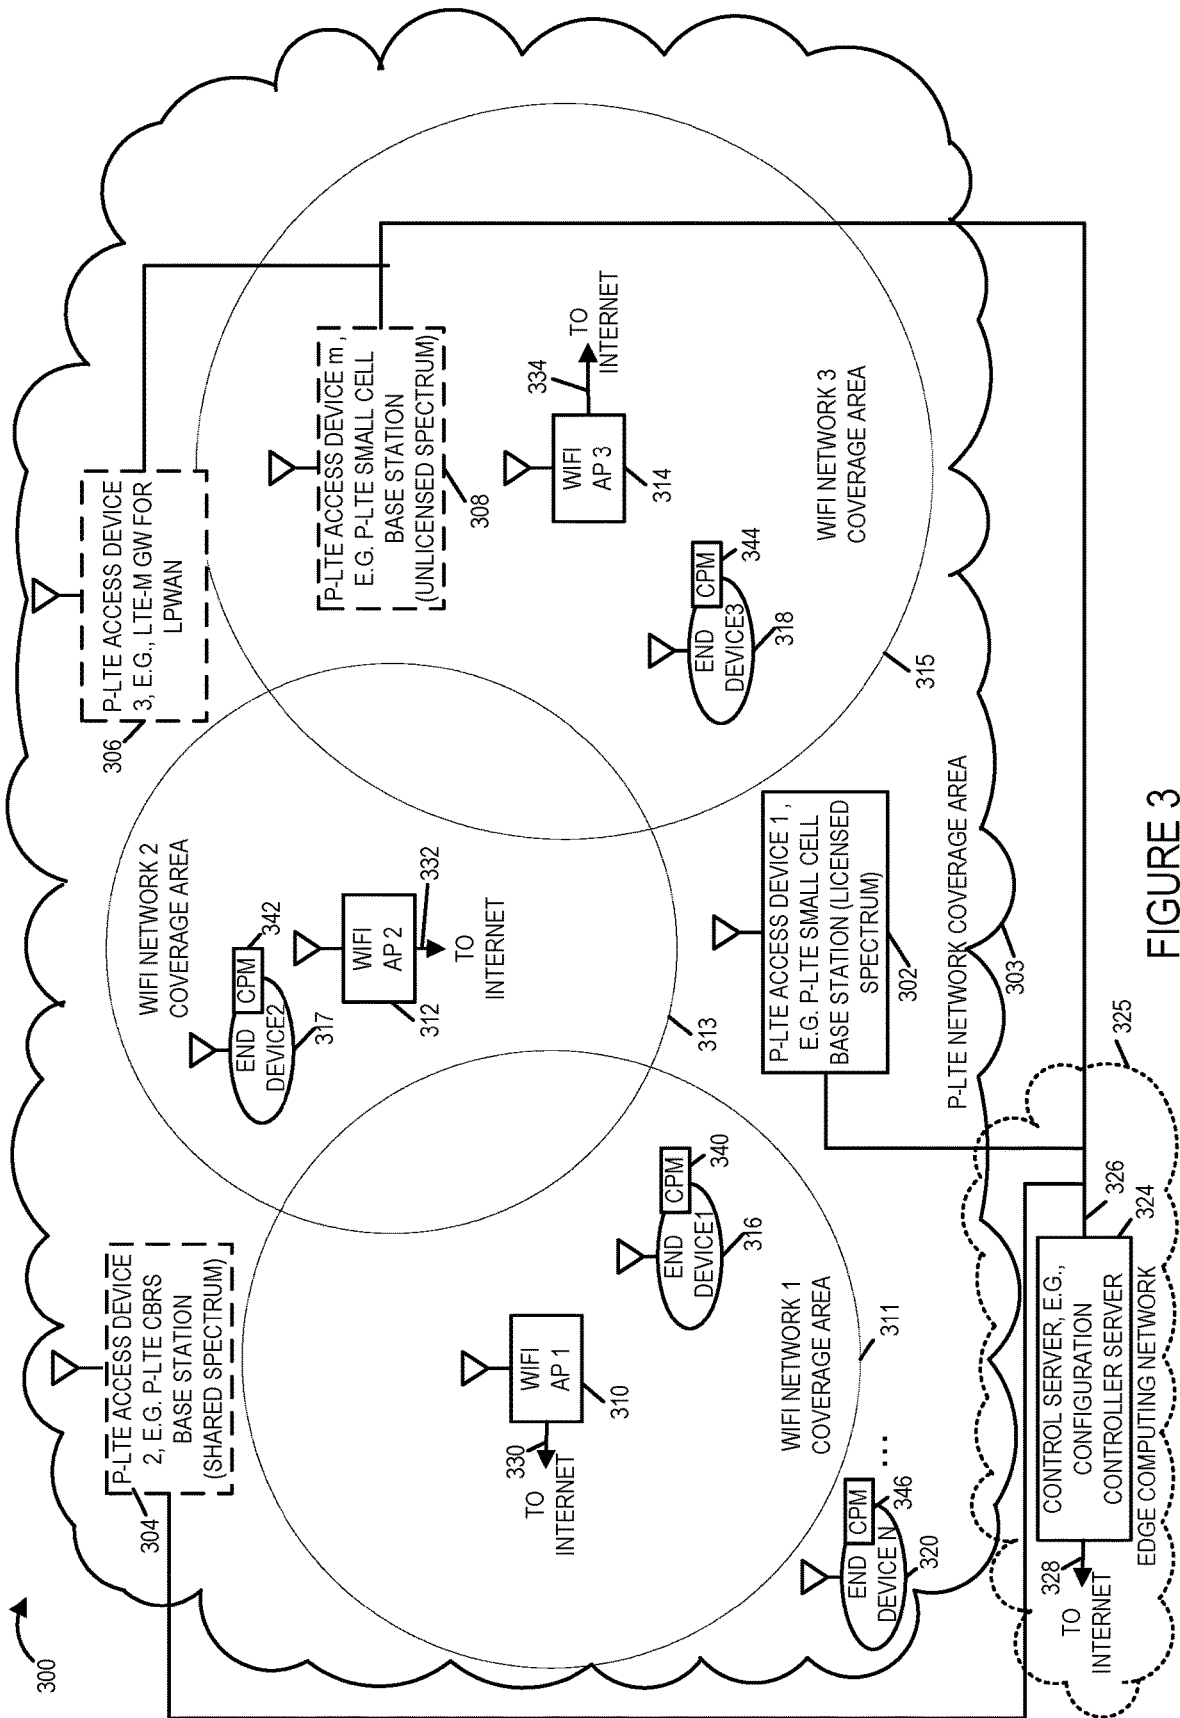 300
304
P-LTE ACCESS DEVICE
2, E.G. P-LTE CBRS
BASE STATION
(SHARED SPECTRUM)
306
P-LTE ACCESS DEVICE
3, E.G., LTE-M GW FOR
LPWAN
WIFI NETWORK 2
COVERAGE AREA
342
END
CPM
DEVICE2
317
WIFI
AP 2
312
332
TO
INTERNET
313
P-LTE ACCESS DEVICE m ,
E.G. P-LTE SMALL CELL
BASE STATION
(UNLICENSED SPECTRUM)
308
WIFI
AP 3
314
334
TO
INTERNET
END
CPM
DEVICE3
344
318
WIFI NETWORK 3
COVERAGE AREA
315
WIFI
AP 1
310
330
TO
INTERNET
END
CPM
DEVICE1
340
316
WIFI NETWORK 1
COVERAGE AREA
311
P-LTE ACCESS DEVICE 1 ,
E.G. P-LTE SMALL CELL
BASE STATION (LICENSED
SPECTRUM)
302
END
CPM
DEVICE N
346
320
...
P-LTE NETWORK COVERAGE AREA
303
325
326
324
CONTROL SERVER, E.G.,
CONFIGURATION
CONTROLLER SERVER
328
TO
INTERNET
EDGE COMPUTING NETWORK
FIGURE 3